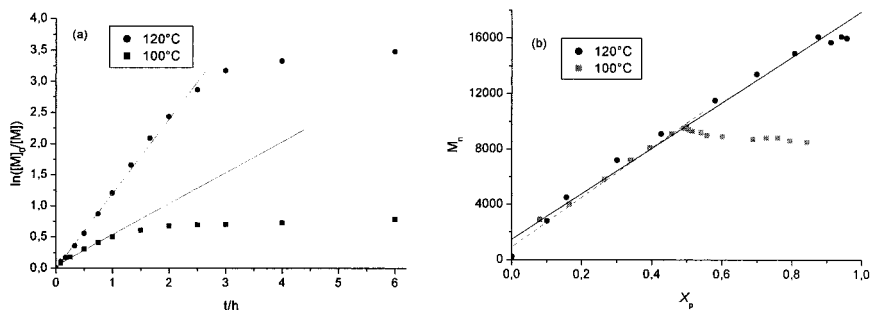 (a)
120°C
100°C
4,0
3,5
3,0
2,5
2,0
1,5
1,0
0,5
0,0
ln([M]₀/[M])
0 1 2 3 4 5 6
t/h
(b)
120°C
100°C
16000
12000
8000
4000
0
Mₙ
0,0 0,2 0,4 0,6 0,8 1,0
Xₚ